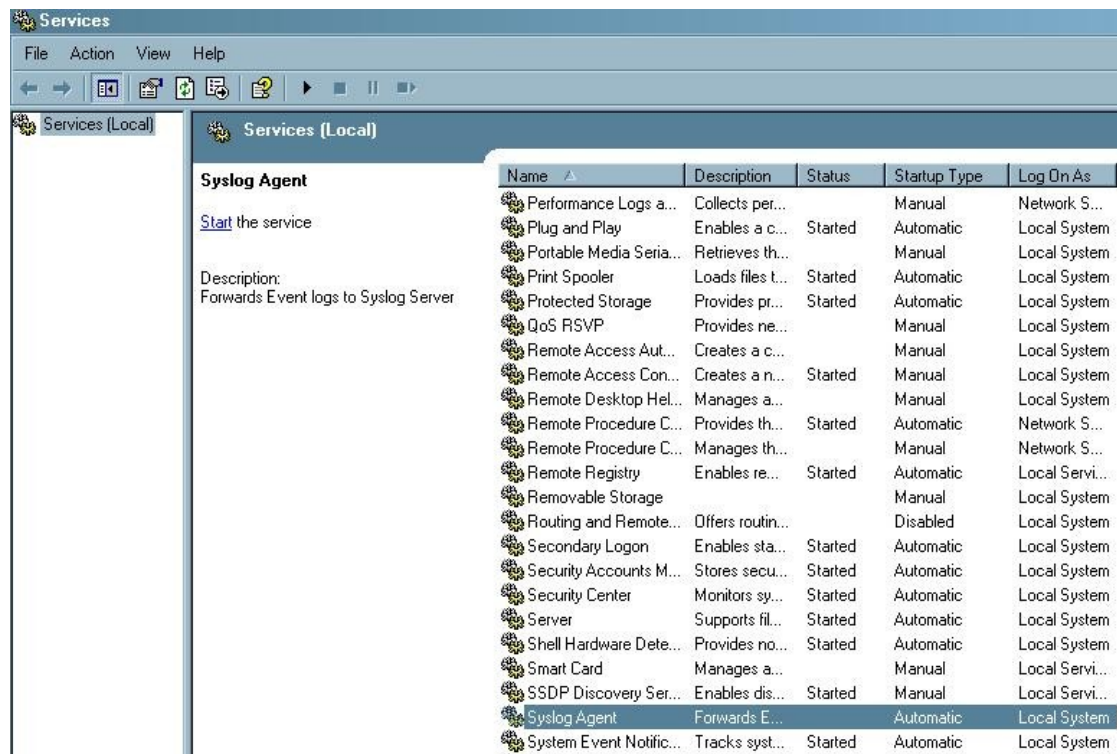 Services
File Action View Help
Services (Local)
Services (Local)
Syslog Agent
Start the service
Description:
Forwards Event logs to Syslog Server
Name Description Status Startup Type Log On As
Performance Logs a... Collects per... Manual Network S...
Plug and Play Enables a c... Started Automatic Local System
Portable Media Seria... Retrieves th... Manual Local System
Print Spooler Loads files t... Started Automatic Local System
Protected Storage Provides pr... Started Automatic Local System
QoS RSVP Provides ne... Manual Local System
Remote Access Aut... Creates a c... Manual Local System
Remote Access Con... Creates a n... Started Manual Local System
Remote Desktop Hel... Manages a... Manual Local System
Remote Procedure C... Provides th... Started Automatic Network S...
Remote Procedure C... Manages th... Manual Network S...
Remote Registry Enables re... Started Automatic Local Servi...
Removable Storage Manual Local System
Routing and Remote... Offers routin... Disabled Local System
Secondary Logon Enables sta... Started Automatic Local System
Security Accounts M... Stores secu... Started Automatic Local System
Security Center Monitors sy... Started Automatic Local System
Server Supports fil... Started Automatic Local System
Shell Hardware Dete... Provides no... Started Automatic Local System
Smart Card Manages a... Manual Local Servi...
SSDP Discovery Ser... Enables dis... Started Manual Local Servi...
Syslog Agent Forwards E... Automatic Local System
System Event Notific... Tracks syst... Started Automatic Local System